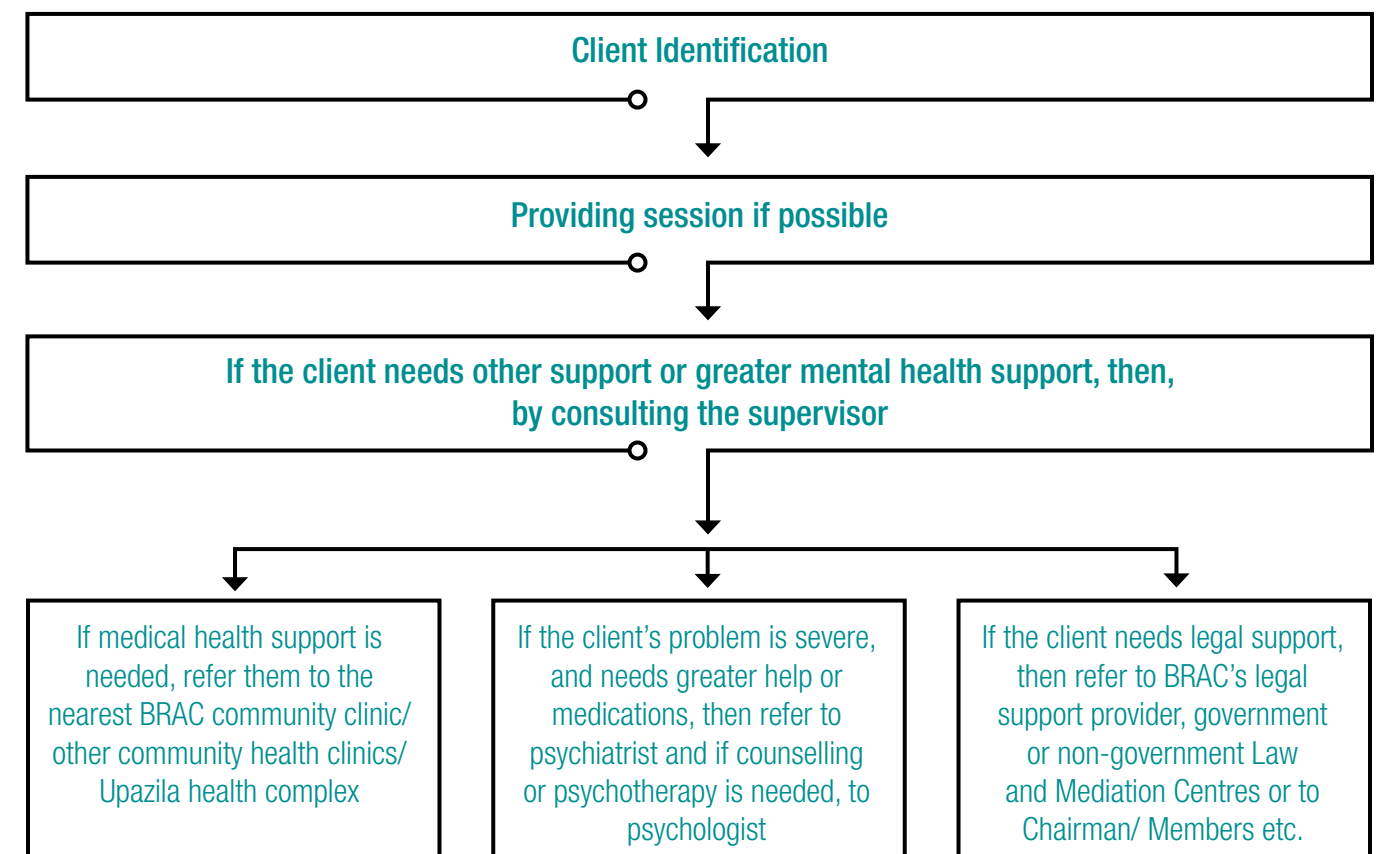 Client Identification
Providing session if possible
If the client needs other support or greater mental health support, then,
by consulting the supervisor
If medical health support is
needed, refer them to the
nearest BRAC community clinic/
other community health clinics/
Upazila health complex
If the client's problem is severe,
and needs greater help or
medications, then refer to
psychiatrist and if counselling
or psychotherapy is needed, to
psychologist
If the client needs legal support,
then refer to BRAC's legal
support provider, government
or non-government Law
and Mediation Centres or to
Chairman/ Members etc.